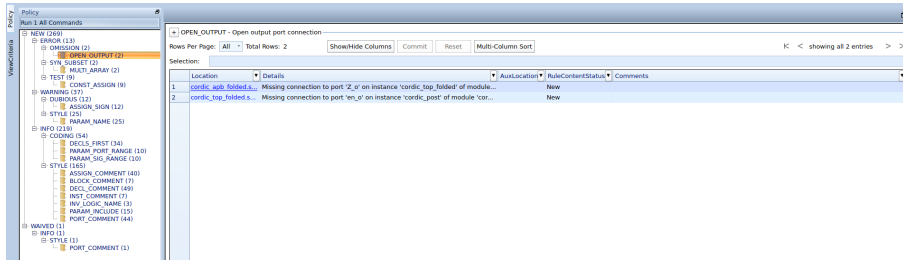 Policy
ViewCriteria
Policy
Run 1 All Commands
NEW (269)
ERROR (13)
OMISSION (2)
OPEN_OUTPUT (2)
SYN_SUBSET (2)
MULTI_ARRAY (2)
TEST (9)
CONST_ASSIGN (9)
WARNING (37)
DUBIOUS (12)
ASSIGN_SIGN (12)
STYLE (25)
PARAM_NAME (25)
INFO (219)
CODING (54)
DECLS_FIRST (34)
PARAM_PORT_RANGE (10)
PARAM_SIG_RANGE (10)
STYLE (165)
ASSIGN_COMMENT (40)
BLOCK_COMMENT (7)
DECL_COMMENT (49)
INST_COMMENT (7)
INV_LOGIC_NAME (3)
PARAM_INCLUDE (15)
PORT_COMMENT (44)
WAIVED (1)
INFO (1)
STYLE (1)
PORT_COMMENT (1)
OPEN_OUTPUT - Open output port connection
Rows Per Page: All Total Rows: 2 Show/Hide Columns Commit Reset Multi-Column Sort showing all 2 entries
Selection:
Location Details AuxLocation RuleContentStatus Comments
1 cordic_apb_folded.s... Missing connection to port 'Z_o' on instance 'cordic_top_folded' of module... New
2 cordic_top_folded.s... Missing connection to port 'en_o' on instance 'cordic_post' of module 'cor... New